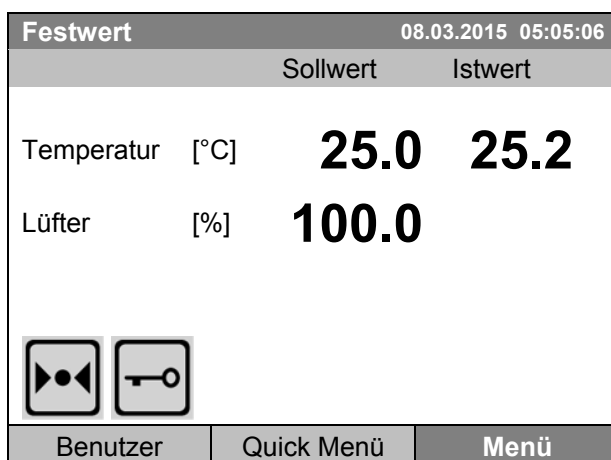 Festwert 08.03.2015 05:05:06
Sollwert Istwert
Temperatur [°C] 25.0 25.2
Lüfter [%] 100.0
Benutzer Quick Menü Menü